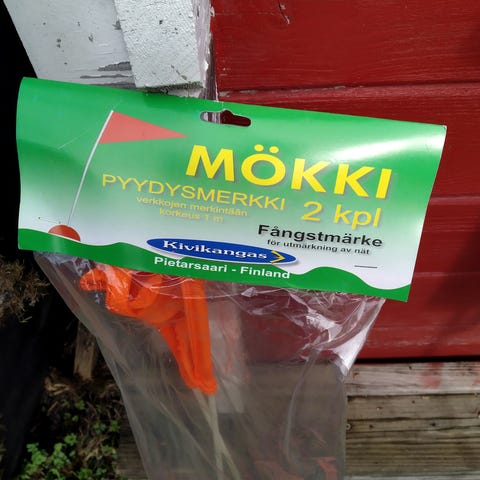 MÖKKI
PYYDYSMERKKI 2 kpl
verkkojen merkintään
korkeus 1 m
Fångstmärke
för utmärkning av nät
Kivikangas
Pietarsaari - Finland